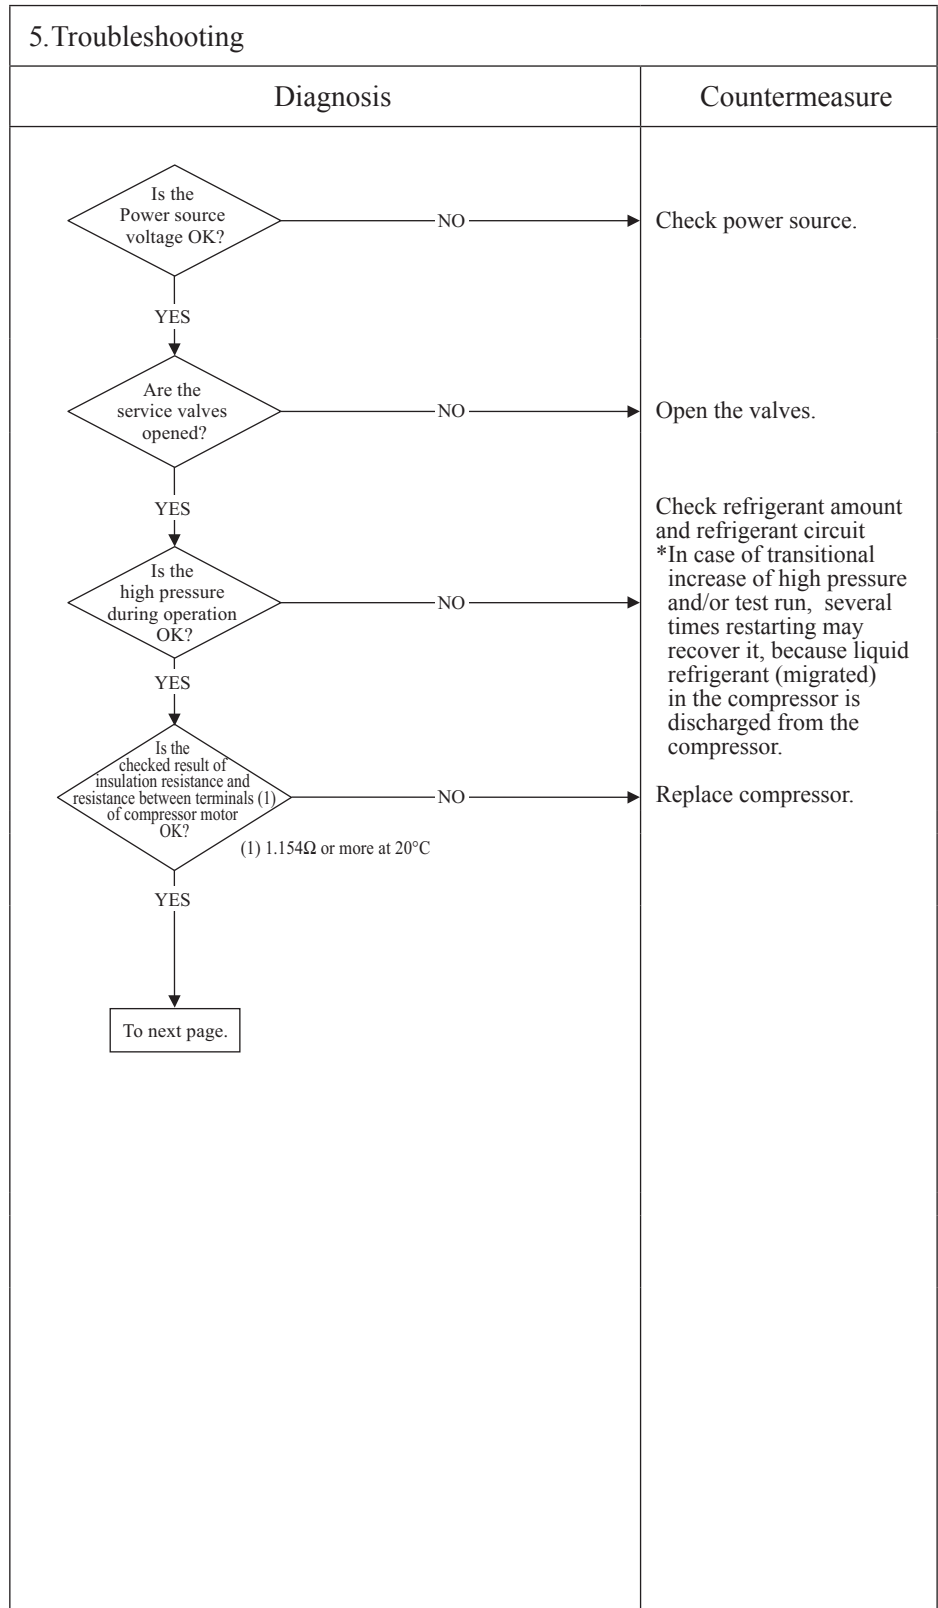 5.Troubleshooting
Diagnosis
Countermeasure
Is the
Power source
voltage OK?
NO
Check power source.
YES
Are the
service valves
opened?
NO
Open the valves.
YES
Is the
high pressure
during operation
OK?
NO
Check refrigerant amount
and refrigerant circuit
*In case of transitional
increase of high pressure
and/or test run, several
times restarting may
recover it, because liquid
refrigerant (migrated)
in the compressor is
discharged from the
compressor.
YES
Is the
checked result of
insulation resistance and
resistance between terminals (1)
of compressor motor
OK?
NO
Replace compressor.
(1) 1.154Ω or more at 20°C
YES
To next page.